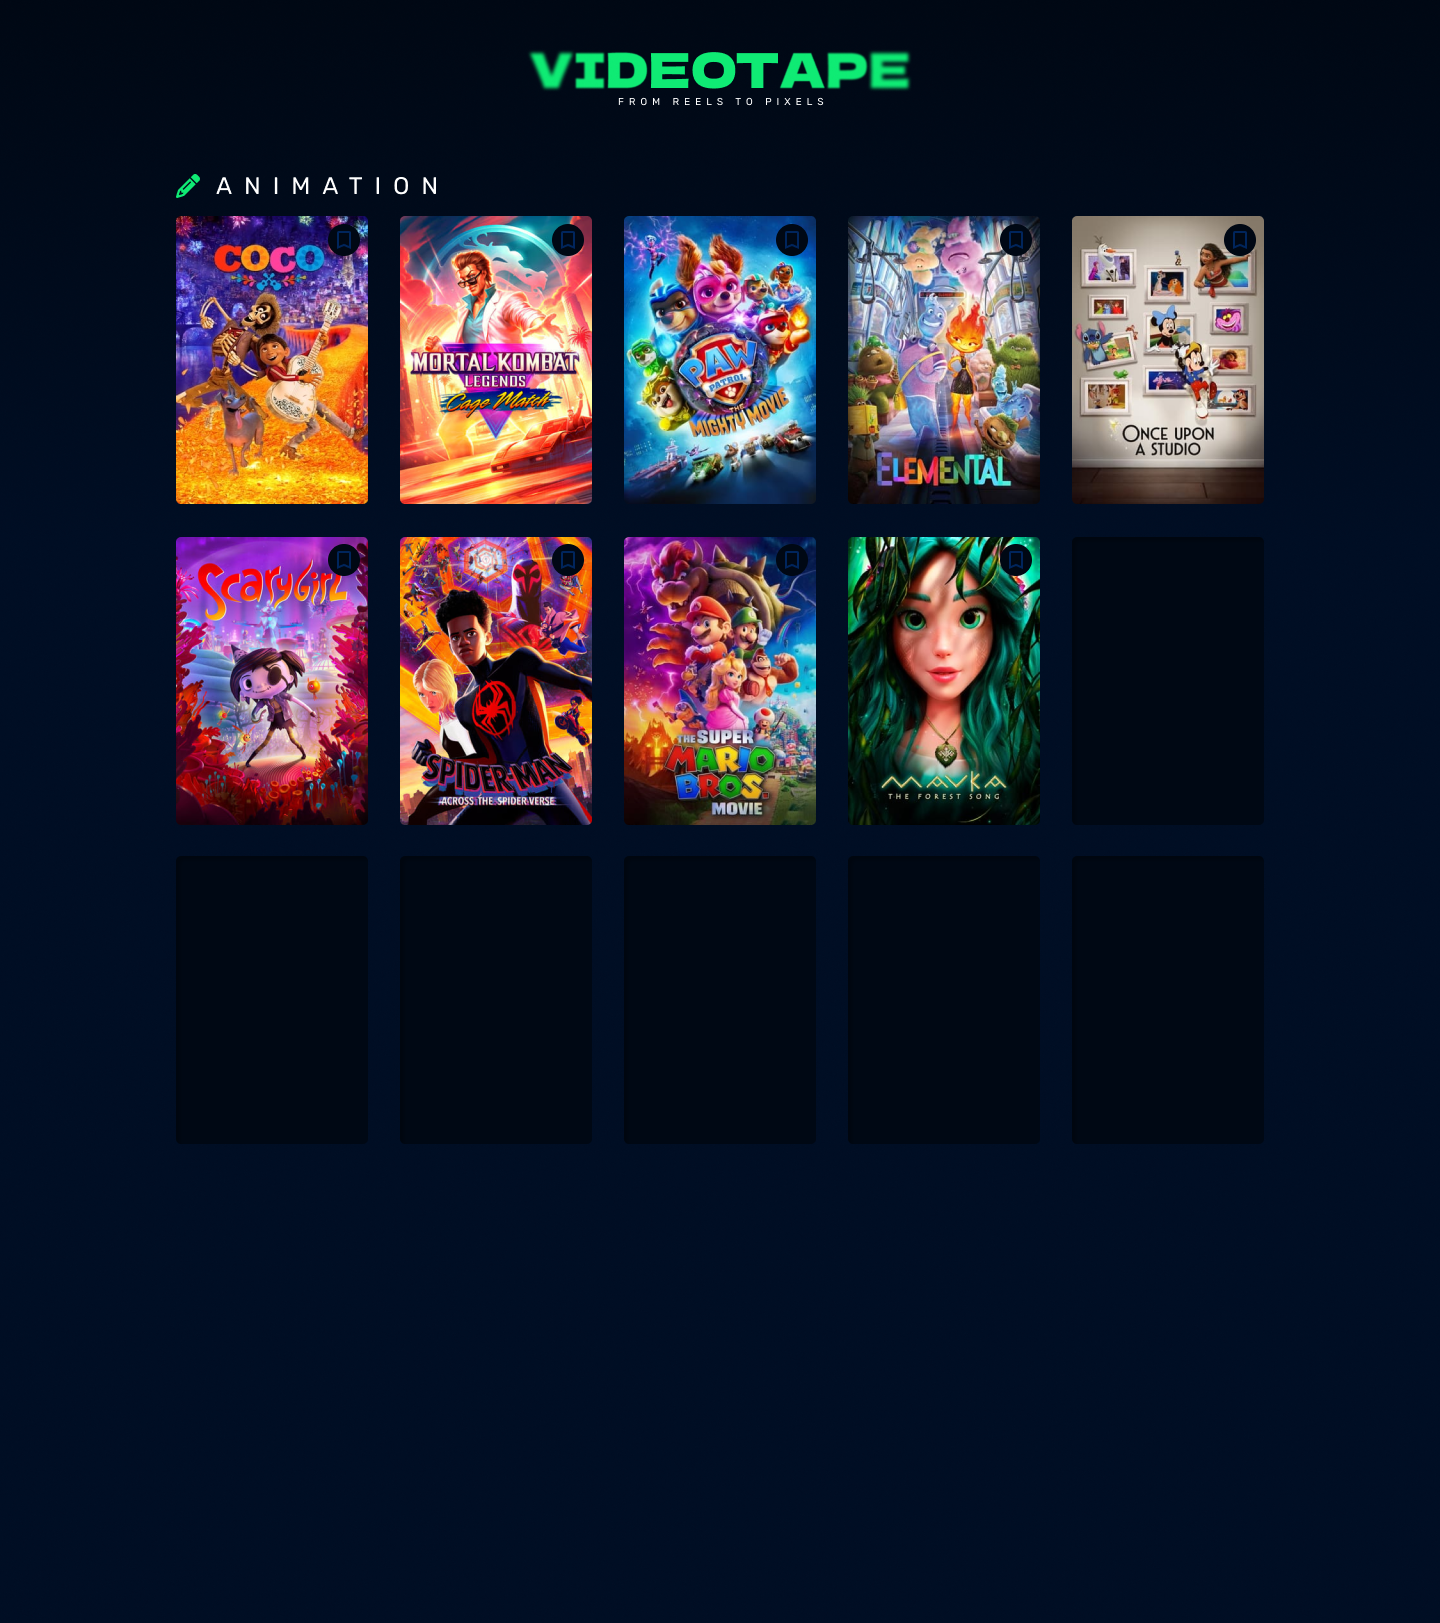 VIDEOTAPE
FROM REELS TO PIXELS
ANIMATION
COCO
MORTAL KOMBAT
LEGENDS
Cage Match
PAW
PATROL
THE
MIGHTY MOVIE
ELEMENTAL
ONCE UPON
A STUDIO
SCARYGIRL
SPIDER-MAN
ACROSS THE SPIDER-VERSE
THE SUPER
MARIO
BROS.
MOVIE
MAVKA
THE FOREST SONG